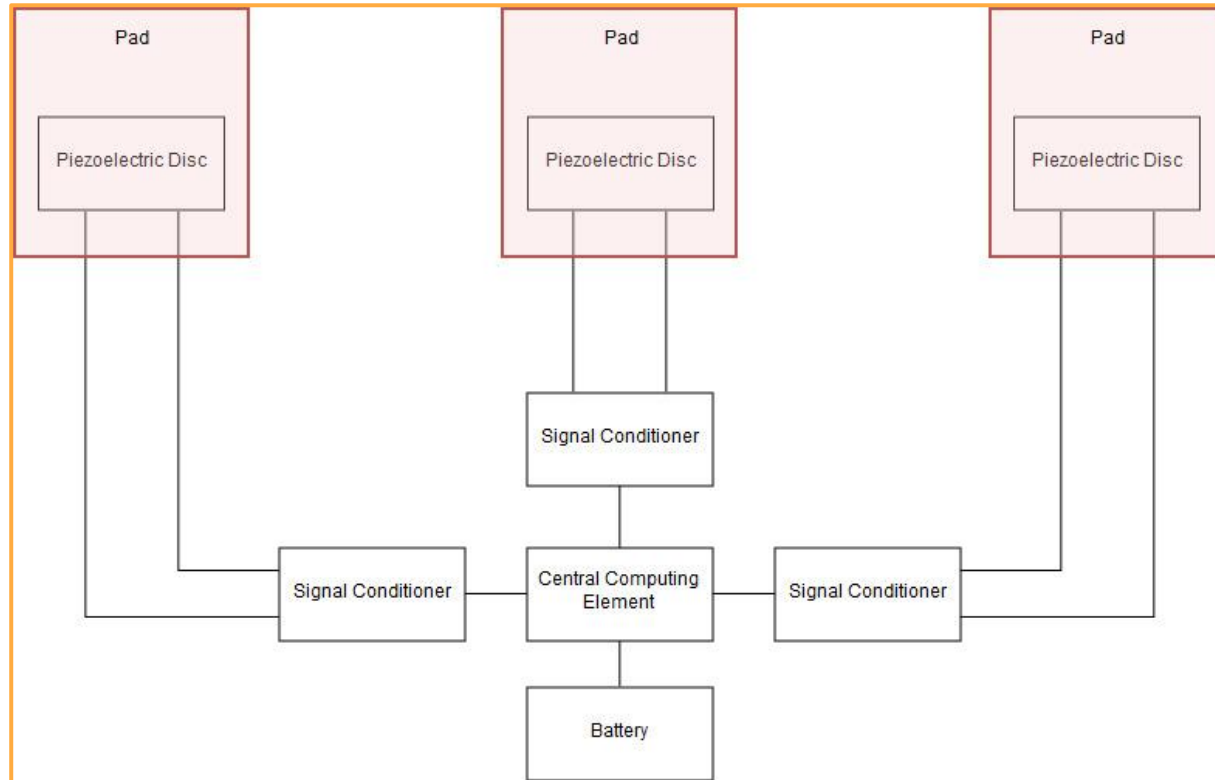 Pad
Pad
Pad
Piezoelectric Disc
Piezoelectric Disc
Piezoelectric Disc
Signal Conditioner
Signal Conditioner
Central Computing
Element
Signal Conditioner
Battery